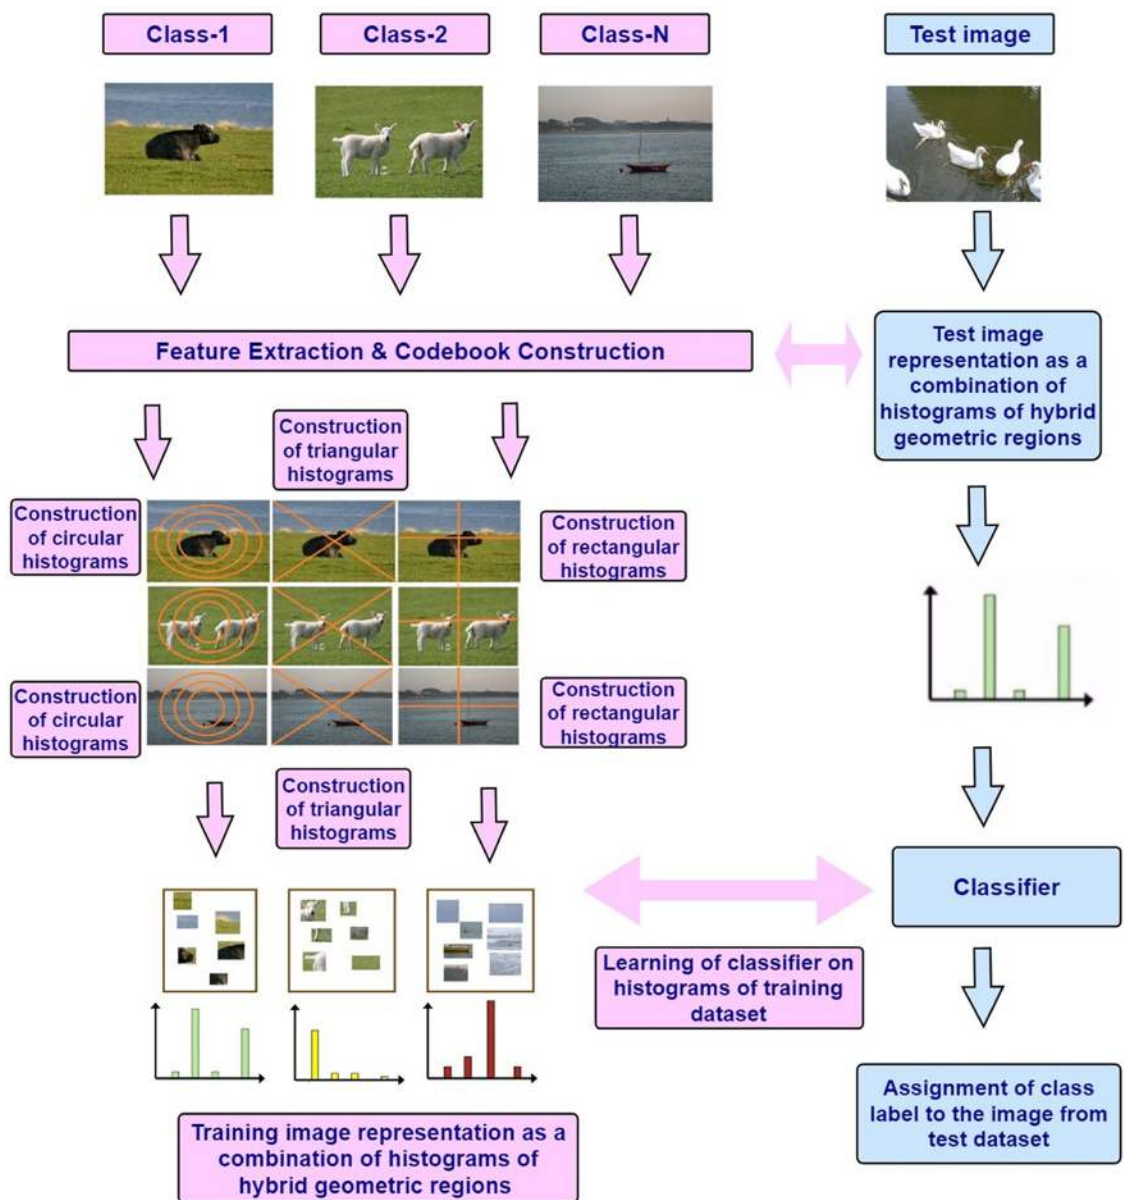 Class-1
Class-2
Class-N
Test image
Feature Extraction & Codebook Construction
Test image
representation as a
combination of
histograms of hybrid
geometric regions
Construction
of triangular
histograms
Construction
of circular
histograms
Construction
of rectangular
histograms
Construction
of circular
histograms
Construction
of rectangular
histograms
Construction
of triangular
histograms
Classifier
Learning of classifier on
histograms of training
dataset
Assignment of class
label to the image from
test dataset
Training image representation as a
combination of histograms of
hybrid geometric regions